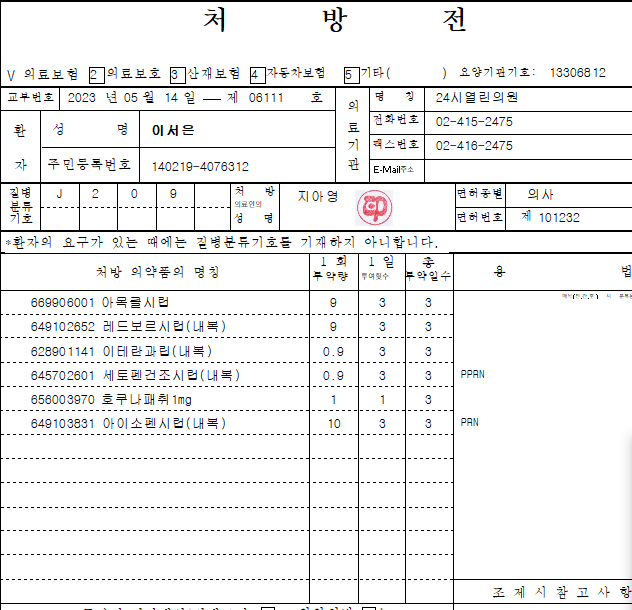 처 방 전
V 의료보험 2 의료보호 3 산재보험 4 자동차보험 5 기타( ) 요양기관기호: 13306812
교부번호 2023 년 05 월 14 일 — 제 06111 호
환자 성 명 이서은
주민등록번호 140219-4076312
의료기관 명 칭 24시열린의원
전화번호 02-415-2475
팩스번호 02-416-2475
E-Mail주소
질병분류기호 J 2 0 9
처 방 의료인의 성 명 지아영
면허종별 의사
면허번호 제 101232
*환자의 요구가 있는 때에는 질병분류기호를 기재하지 아니합니다.
처방 의약품의 명칭 1 회 투약량 1 일 투여횟수 총 투약일수 용 법
669906001 아목클시럽 9 3 3
649102652 레드보르시럽(내복) 9 3 3
628901141 이테란과립(내복) 0.9 3 3
645702601 세토펜건조시럽(내복) 0.9 3 3 PPRN
656003970 호쿠나패취1mg 1 1 3
649103831 아이소펜시럽(내복) 10 3 3 PRN
조 제 시 참 고 사 항